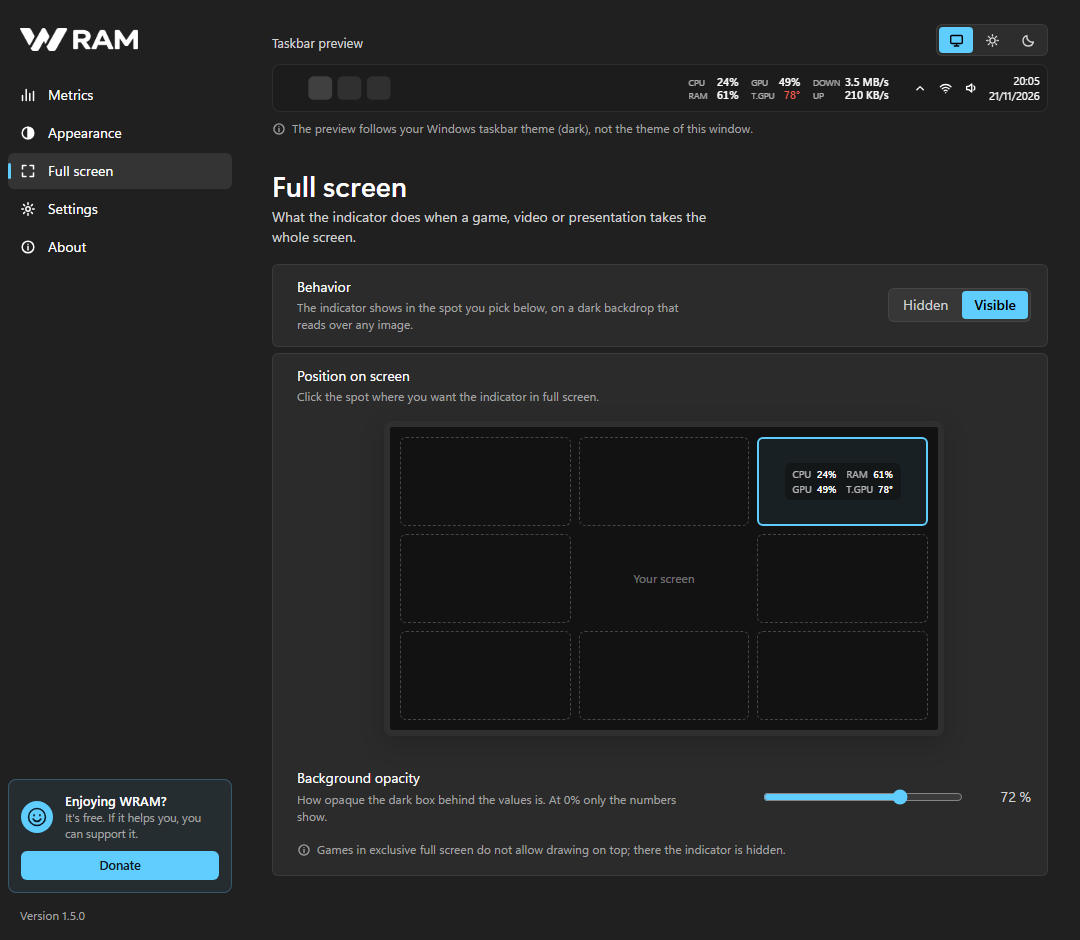 WRAM
Metrics
Appearance
Full screen
Settings
About
Enjoying WRAM?
It's free. If it helps you, you
can support it.
Donate
Version 1.5.0
Taskbar preview
CPU 24% GPU 49% DOWN 3.5 MB/s
RAM 61% T.GPU 78° UP 210 KB/s
20:05
21/11/2026
The preview follows your Windows taskbar theme (dark), not the theme of this window.
Full screen
What the indicator does when a game, video or presentation takes the
whole screen.
Behavior
The indicator shows in the spot you pick below, on a dark backdrop that
reads over any image.
Hidden Visible
Position on screen
Click the spot where you want the indicator in full screen.
CPU 24% RAM 61%
GPU 49% T.GPU 78°
Your screen
Background opacity
How opaque the dark box behind the values is. At 0% only the numbers
show.
72 %
Games in exclusive full screen do not allow drawing on top; there the indicator is hidden.